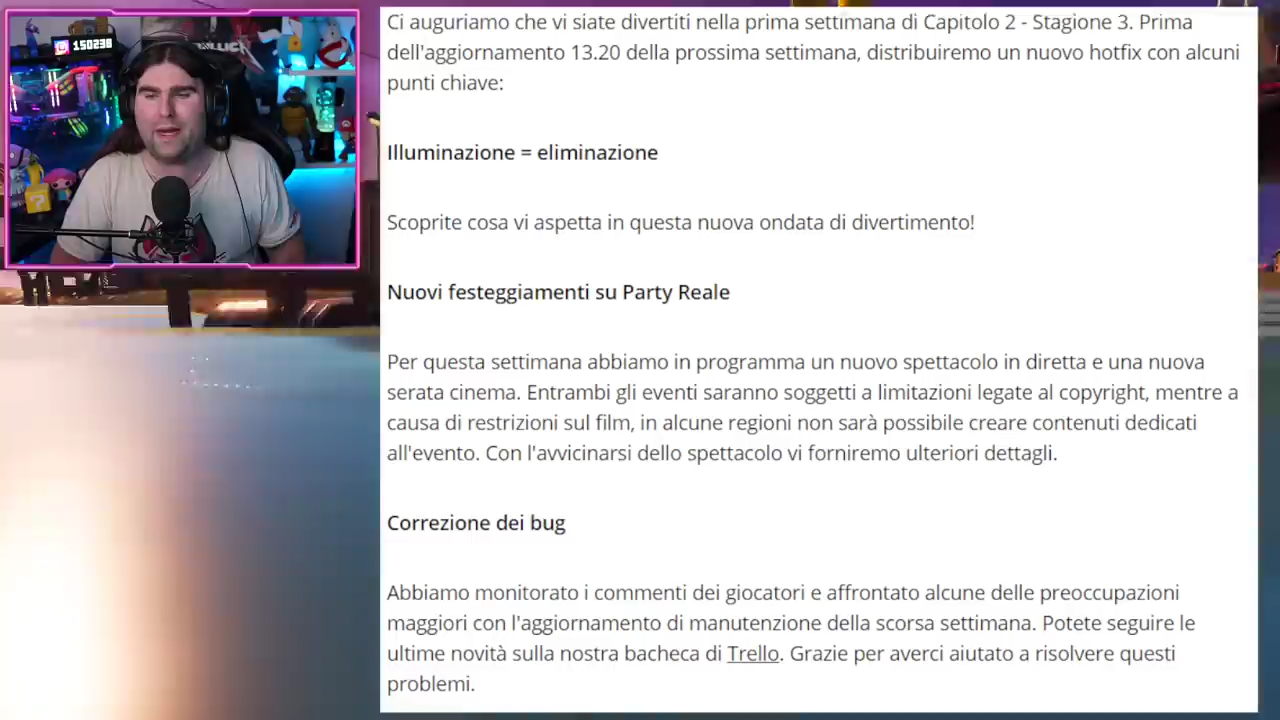 150238
Ci auguriamo che vi siate divertiti nella prima settimana di Capitolo 2 - Stagione 3. Prima
dell'aggiornamento 13.20 della prossima settimana, distribuiremo un nuovo hotfix con alcuni
punti chiave:
Illuminazione = eliminazione
Scoprite cosa vi aspetta in questa nuova ondata di divertimento!
Nuovi festeggiamenti su Party Reale
Per questa settimana abbiamo in programma un nuovo spettacolo in diretta e una nuova
serata cinema. Entrambi gli eventi saranno soggetti a limitazioni legate al copyright, mentre a
causa di restrizioni sul film, in alcune regioni non sarà possibile creare contenuti dedicati
all'evento. Con l'avvicinarsi dello spettacolo vi forniremo ulteriori dettagli.
Correzione dei bug
Abbiamo monitorato i commenti dei giocatori e affrontato alcune delle preoccupazioni
maggiori con l'aggiornamento di manutenzione della scorsa settimana. Potete seguire le
ultime novità sulla nostra bacheca di Trello. Grazie per averci aiutato a risolvere questi
problemi.